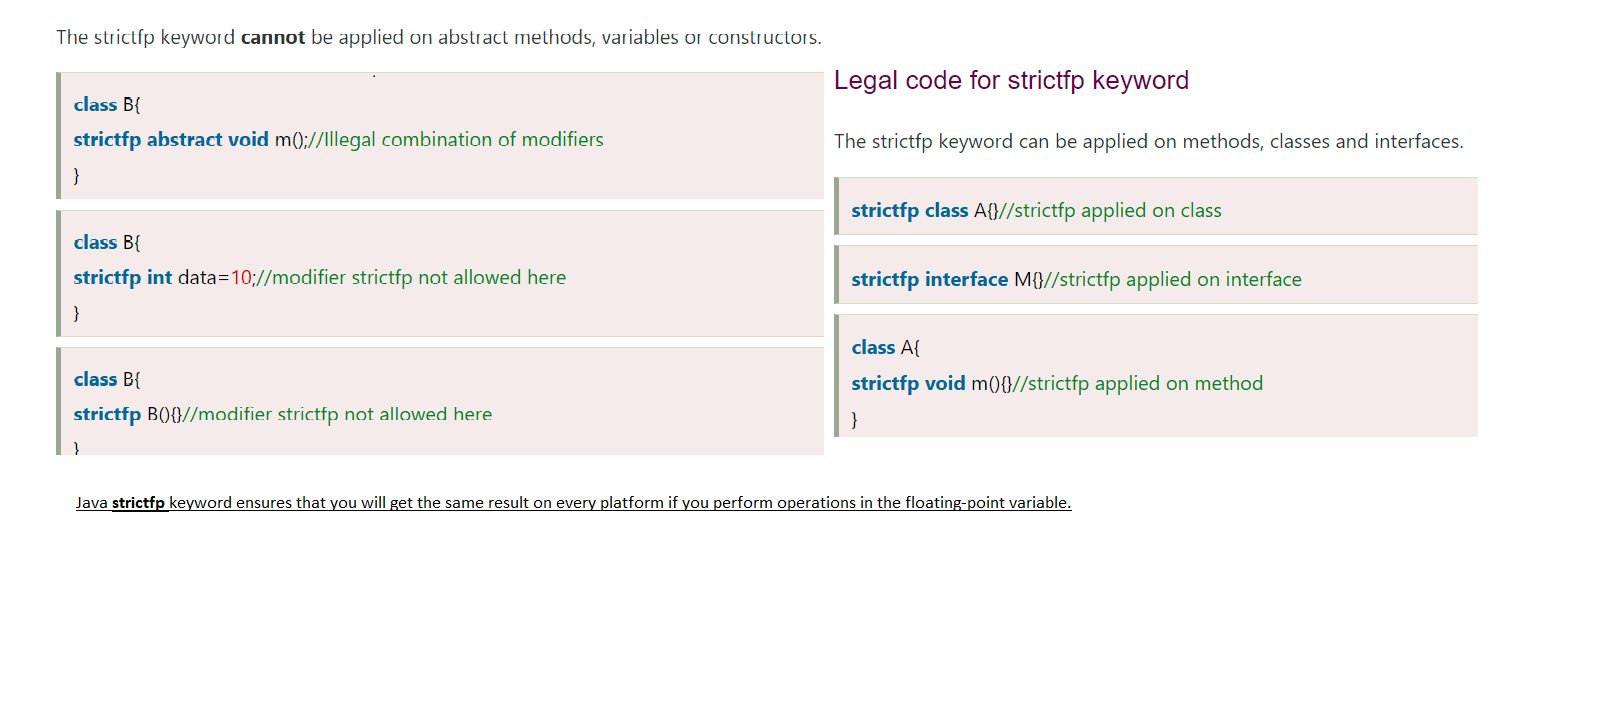 The strictfp keyword cannot be applied on abstract methods, variables or constructors.
class B{
strictfp abstract void m();//Illegal combination of modifiers
}
class B{
strictfp int data=10;//modifier strictfp not allowed here
}
class B{
strictfp B(){}//modifier strictfp not allowed here
}
Legal code for strictfp keyword
The strictfp keyword can be applied on methods, classes and interfaces.
strictfp class A{}//strictfp applied on class
strictfp interface M{}//strictfp applied on interface
class A{
strictfp void m(){}//strictfp applied on method
}
Java strictfp keyword ensures that you will get the same result on every platform if you perform operations in the floating-point variable.